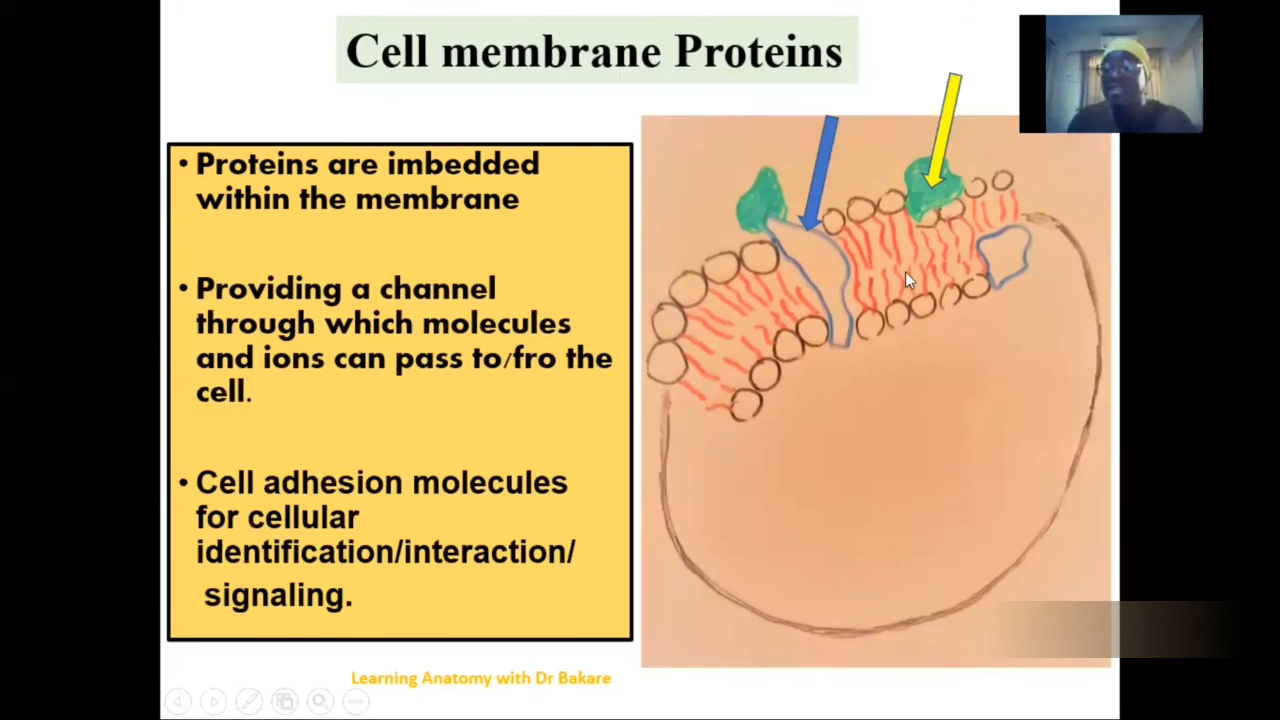 Cell membrane Proteins
• Proteins are imbedded
within the membrane
• Providing a channel
through which molecules
and ions can pass to/fro the
cell.
• Cell adhesion molecules
for cellular
identification/interaction/
signaling.
Learning Anatomy with Dr Bakare